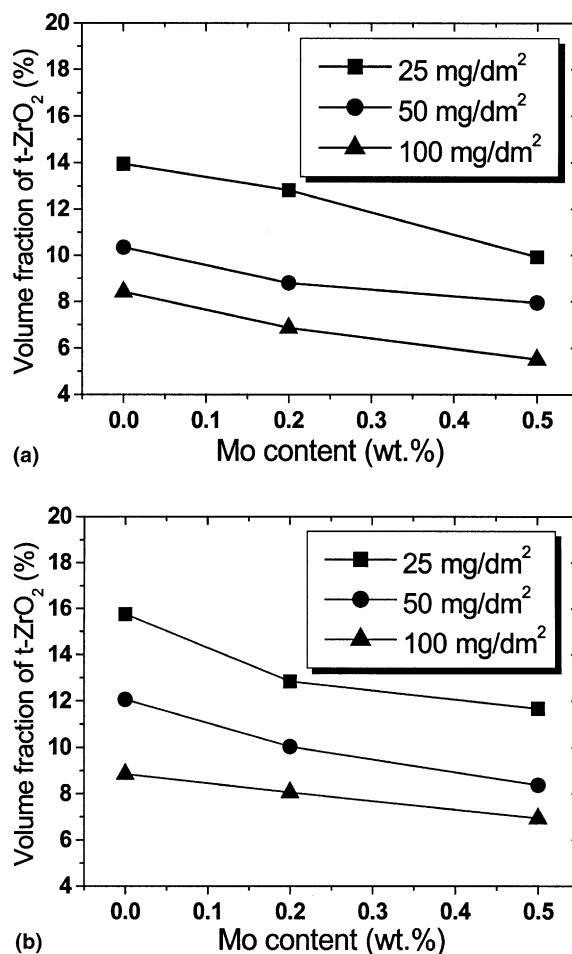 20
18
16
14
12
10
8
6
4
Volume fraction of t-ZrO₂ (%)
25 mg/dm²
50 mg/dm²
100 mg/dm²
0.0 0.1 0.2 0.3 0.4 0.5
Mo content (wt.%)
(a)
20
18
16
14
12
10
8
6
4
Volume fraction of t-ZrO₂ (%)
25 mg/dm²
50 mg/dm²
100 mg/dm²
0.0 0.1 0.2 0.3 0.4 0.5
Mo content (wt.%)
(b)